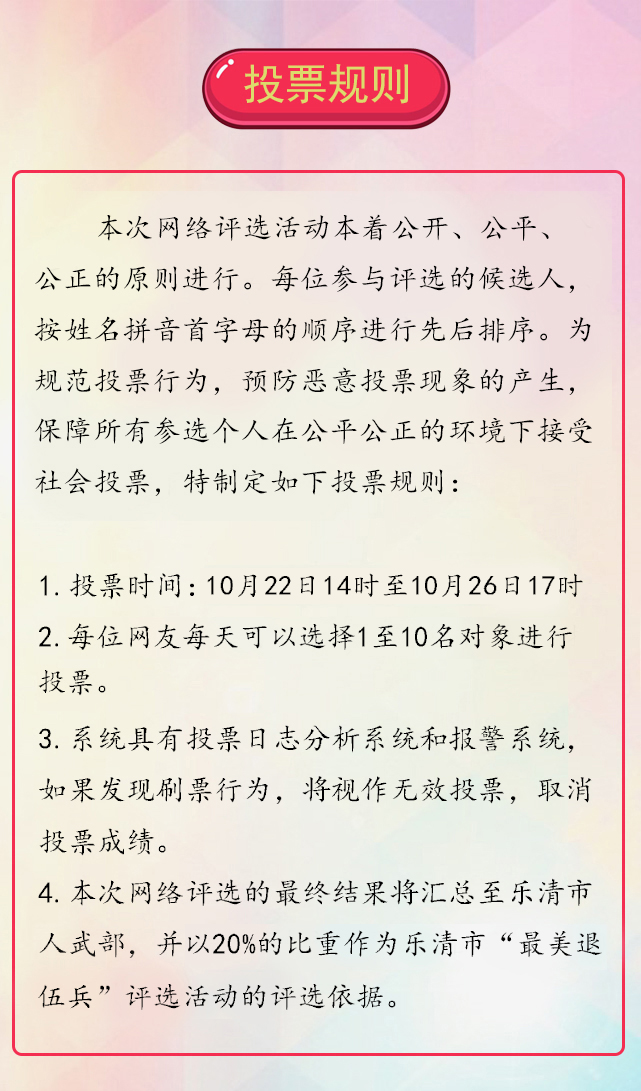 投票规则
本次网络评选活动本着公开、公平、
公正的原则进行。每位参与评选的候选人，
按姓名拼音首字母的顺序进行先后排序。为
规范投票行为，预防恶意投票现象的产生，
保障所有参选个人在公平公正的环境下接受
社会投票，特制定如下投票规则：
1. 投票时间：10月22日14时至10月26日17时
2. 每位网友每天可以选择1至10名对象进行
投票。
3. 系统具有投票日志分析系统和报警系统，
如果发现刷票行为，将视作无效投票，取消
投票成绩。
4. 本次网络评选的最终结果将汇总至乐清市
人武部，并以20%的比重作为乐清市“最美退
伍兵”评选活动的评选依据。